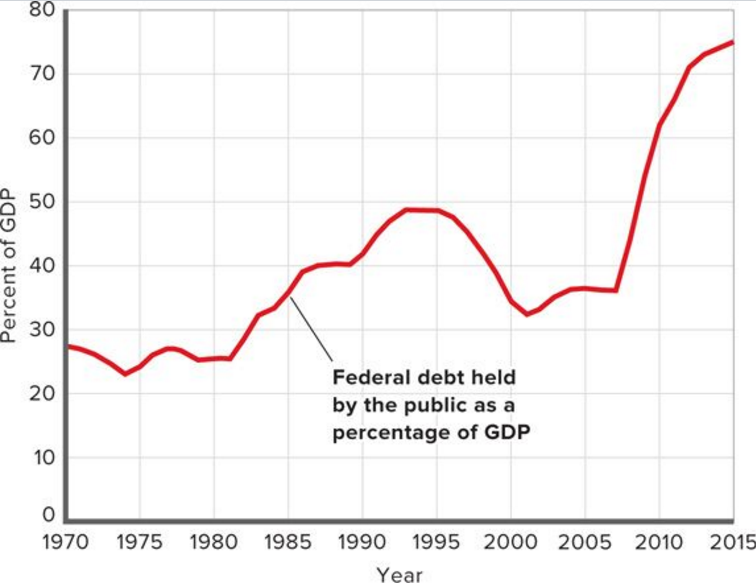 80
70
60
50
40
30
20
10
0
Percent of GDP
Federal debt held
by the public as a
percentage of GDP
1970 1975 1980 1985 1990 1995 2000 2005 2010 2015
Year